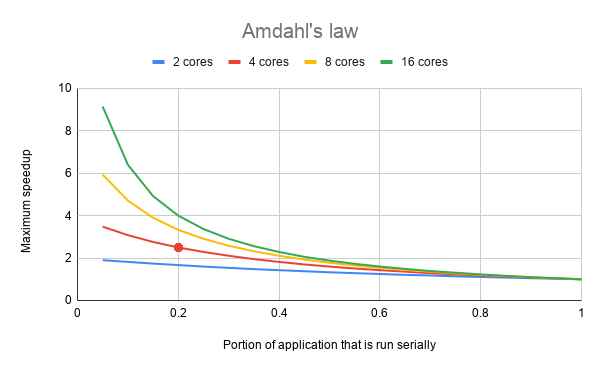 Amdahl's law
2 cores 4 cores 8 cores 16 cores
10
8
6
4
2
0
0 0.2 0.4 0.6 0.8 1
Maximum speedup
Portion of application that is run serially